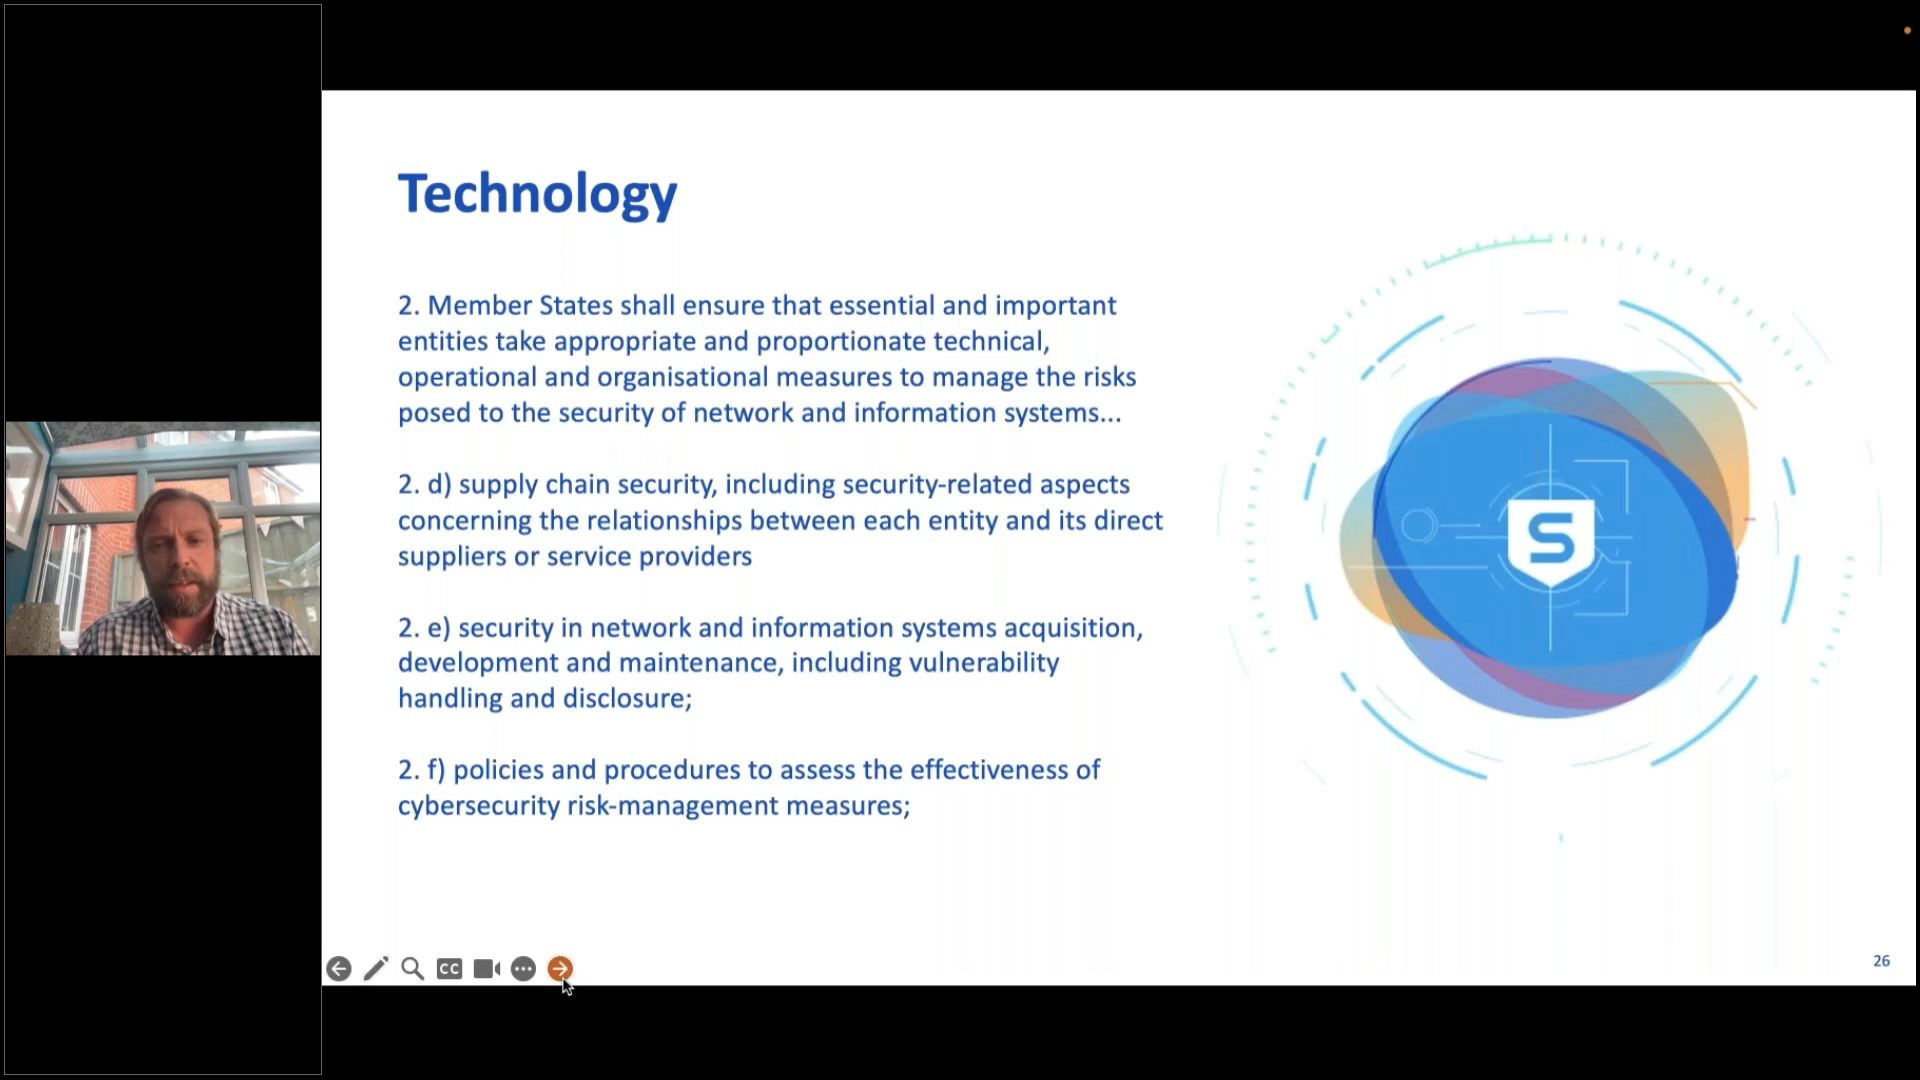 Technology
2. Member States shall ensure that essential and important
entities take appropriate and proportionate technical,
operational and organisational measures to manage the risks
posed to the security of network and information systems...
2. d) supply chain security, including security-related aspects
concerning the relationships between each entity and its direct
suppliers or service providers
2. e) security in network and information systems acquisition,
development and maintenance, including vulnerability
handling and disclosure;
2. f) policies and procedures to assess the effectiveness of
cybersecurity risk-management measures;
S
CC
26